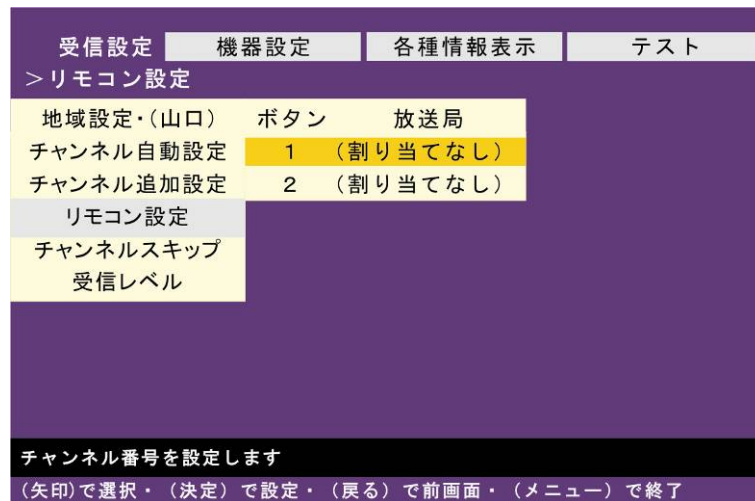 受信設定 機器設定 各種情報表示 テスト
＞リモコン設定
地域設定・(山口) ボタン 放送局
チャンネル自動設定 1 (割り当てなし)
チャンネル追加設定 2 (割り当てなし)
リモコン設定
チャンネルスキップ
受信レベル
チャンネル番号を設定します
(矢印)で選択・(決定)で設定・(戻る)で前画面・(メニュー)で終了